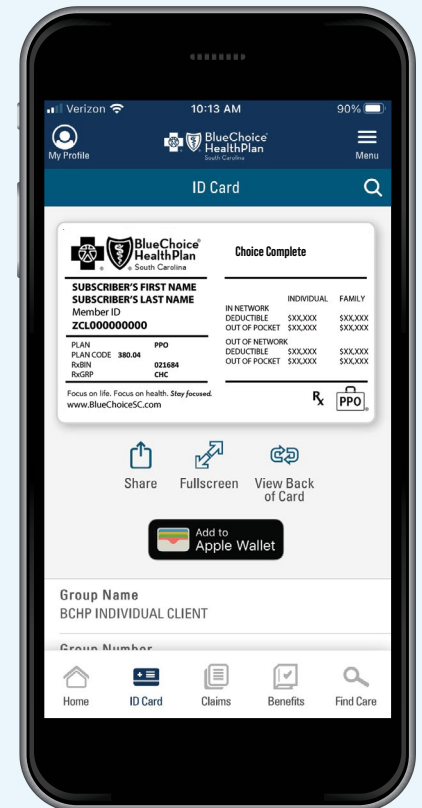 Verizon 10:13 AM 90%
My Profile
BlueChoice®
HealthPlan
South Carolina
Menu
ID Card
BlueChoice®
HealthPlan
South Carolina
Choice Complete
SUBSCRIBER'S FIRST NAME
SUBSCRIBER'S LAST NAME
Member ID
ZCL000000000
PLAN PPO
PLAN CODE 380.04
RxBIN 021684
RxGRP CHC
INDIVIDUAL FAMILY
IN NETWORK
DEDUCTIBLE $XX,XXX $XX,XXX
OUT OF POCKET $XX,XXX $XX,XXX
OUT OF NETWORK
DEDUCTIBLE $XX,XXX $XX,XXX
OUT OF POCKET $XX,XXX $XX,XXX
Focus on life. Focus on health. Stay focused.
www.BlueChoiceSC.com
Rx
PPO
Share
Fullscreen
View Back
of Card
Add to
Apple Wallet
Group Name
BCHP INDIVIDUAL CLIENT
Group Number
Home
ID Card
Claims
Benefits
Find Care